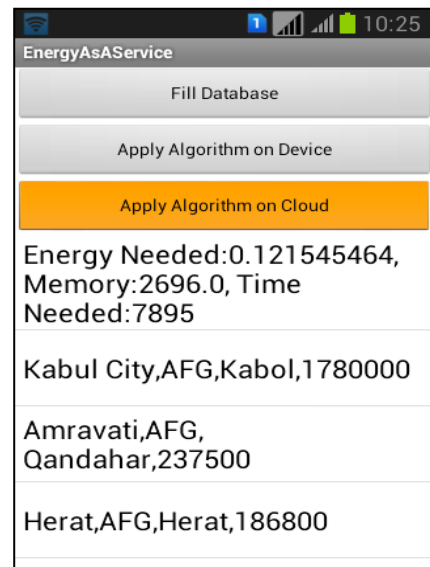 1 10:25
EnergyAsAService
Fill Database
Apply Algorithm on Device
Apply Algorithm on Cloud
Energy Needed:0.121545464,
Memory:2696.0, Time
Needed:7895
Kabul City,AFG,Kabol,1780000
Amravati,AFG,
Qandahar,237500
Herat,AFG,Herat,186800